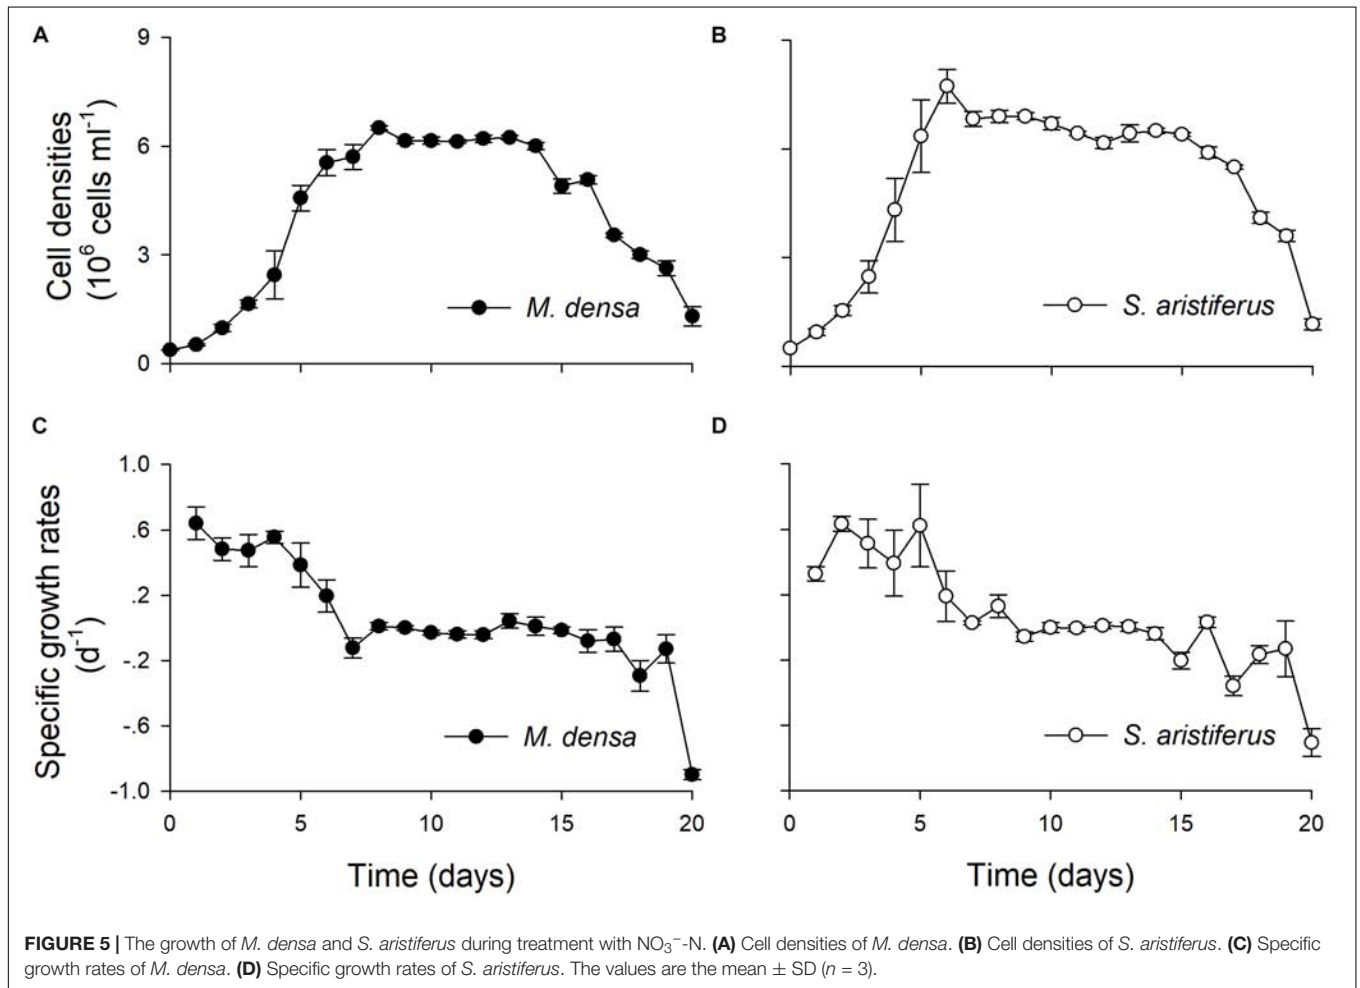 A
B
9
6
3
0
Cell densities
(10⁶ cells ml⁻¹)
M. densa
S. aristiferus
C
D
1.0
.6
.2
-.2
-.6
-1.0
Specific growth rates
(d⁻¹)
M. densa
S. aristiferus
0 5 10 15 20
0 5 10 15 20
Time (days)
Time (days)
FIGURE 5 | The growth of M. densa and S. aristiferus during treatment with NO₃⁻-N. (A) Cell densities of M. densa. (B) Cell densities of S. aristiferus. (C) Specific
growth rates of M. densa. (D) Specific growth rates of S. aristiferus. The values are the mean ± SD (n = 3).